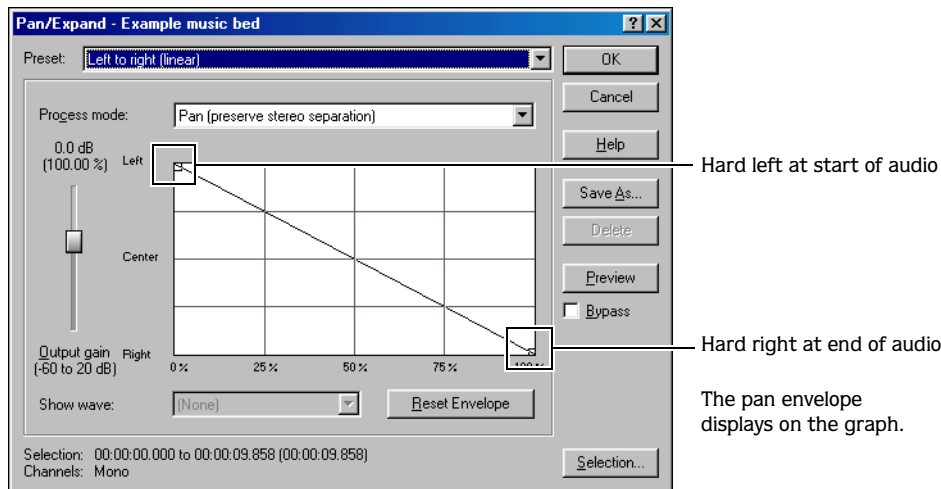 Pan/Expand - Example music bed
Preset: Left to right (linear)
OK
Cancel
Help
Save As...
Delete
Preview
Bypass
Process mode: Pan (preserve stereo separation)
0.0 dB
(100.00 %)
Left
Center
Right
Output gain
(-60 to 20 dB)
0 % 25 % 50 % 75 % 100 %
Show wave: (None)
Reset Envelope
Selection: 00:00:00.000 to 00:00:09.858 (00:00:09.858)
Channels: Mono
Selection...
Hard left at start of audio
Hard right at end of audio
The pan envelope
displays on the graph.